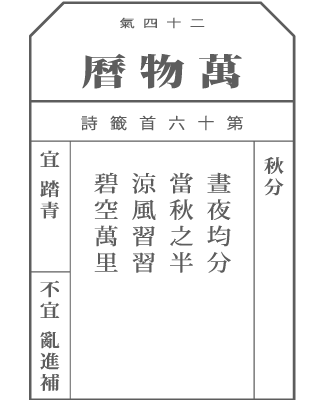 二十四氣
萬物曆
第十六首籤詩
秋分
晝夜均分
當秋之半
涼風習習
碧空萬里
宜 踏青
不宜 亂進補